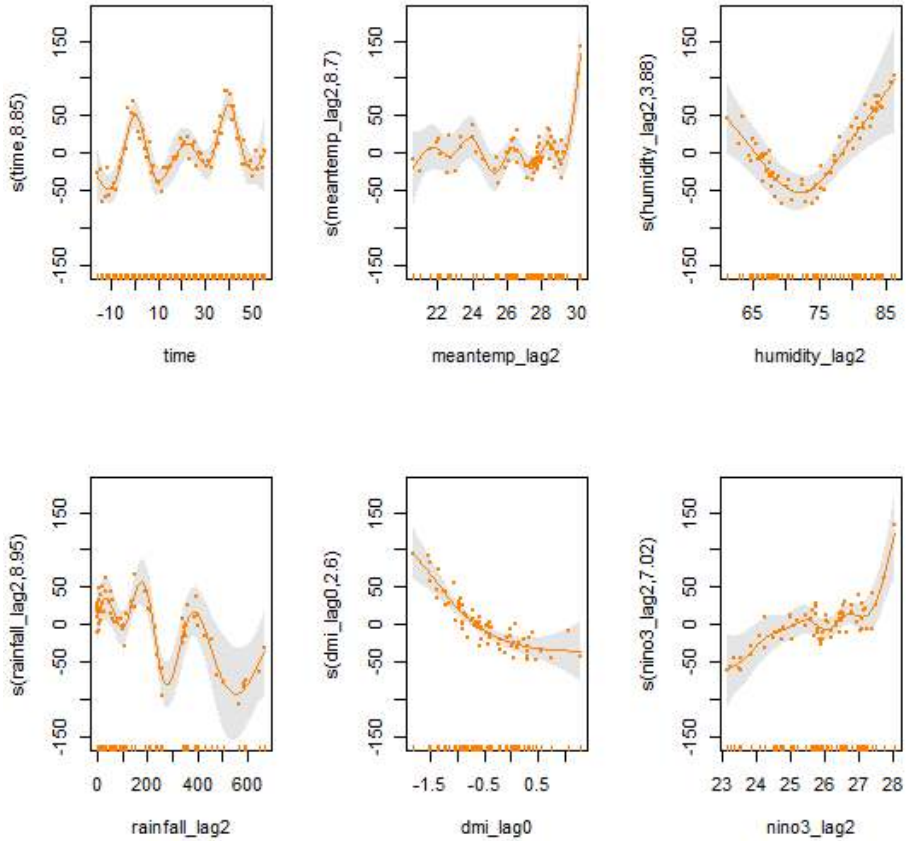 s(time,8.85)
150
50
0
-50
-150
-10 10 30 50
time
s(meantemp_lag2,8.7)
150
50
0
-50
-150
22 24 26 28 30
meantemp_lag2
s(humidity_lag2,3.88)
150
50
0
-50
-150
65 75 85
humidity_lag2
s(rainfall_lag2,8.95)
150
50
0
-50
-150
0 200 400 600
rainfall_lag2
s(dmi_lag0,2.6)
150
50
0
-50
-150
-1.5 -0.5 0.5
dmi_lag0
s(nino3_lag2,7.02)
150
50
0
-50
-150
23 24 25 26 27 28
nino3_lag2